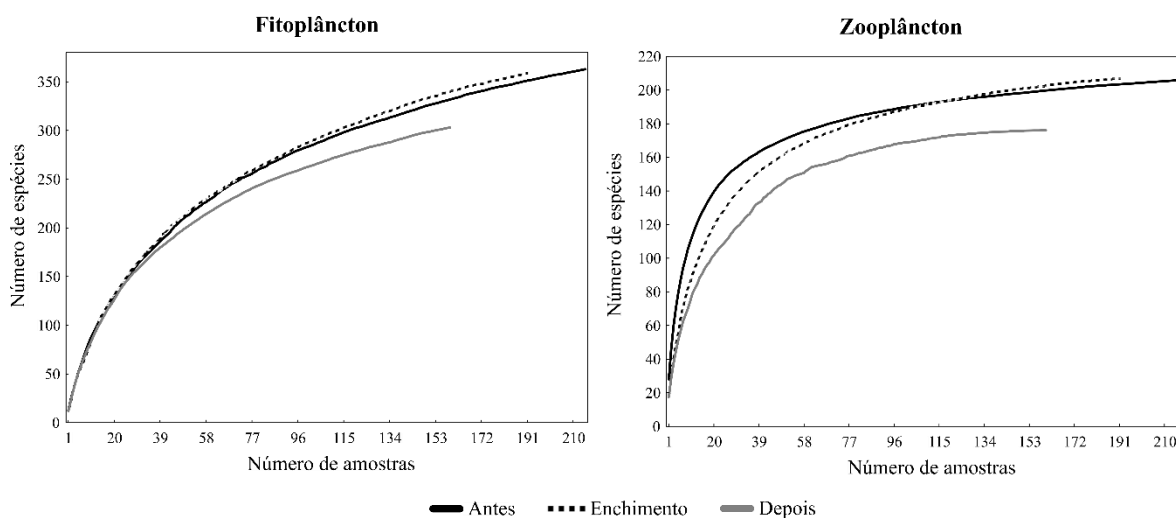 Fitoplâncton
Número de espécies
350
300
250
200
150
100
50
0
1 20 39 58 77 96 115 134 153 172 191 210
Número de amostras
Zooplâncton
Número de espécies
220
200
180
160
140
120
100
80
60
40
20
0
1 20 39 58 77 96 115 134 153 172 191 210
Número de amostras
Antes Enchimento Depois